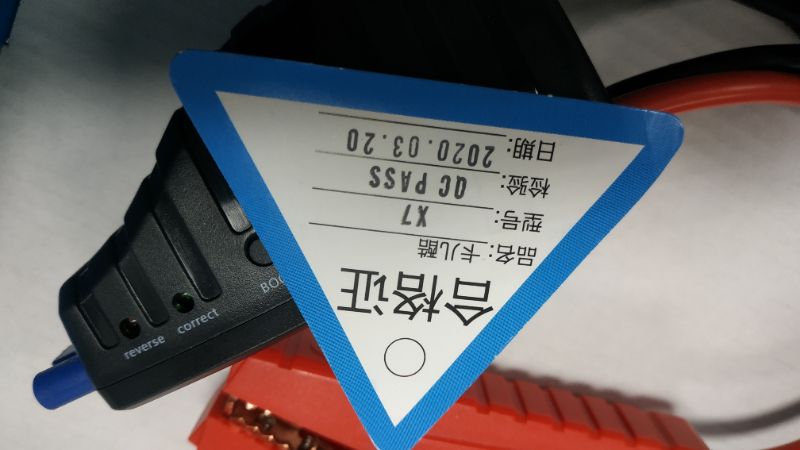 合格证
品名:卡儿酷
型号: X7
检验: QC PASS
日期: 2020.03.20
BOO
reverse
correct